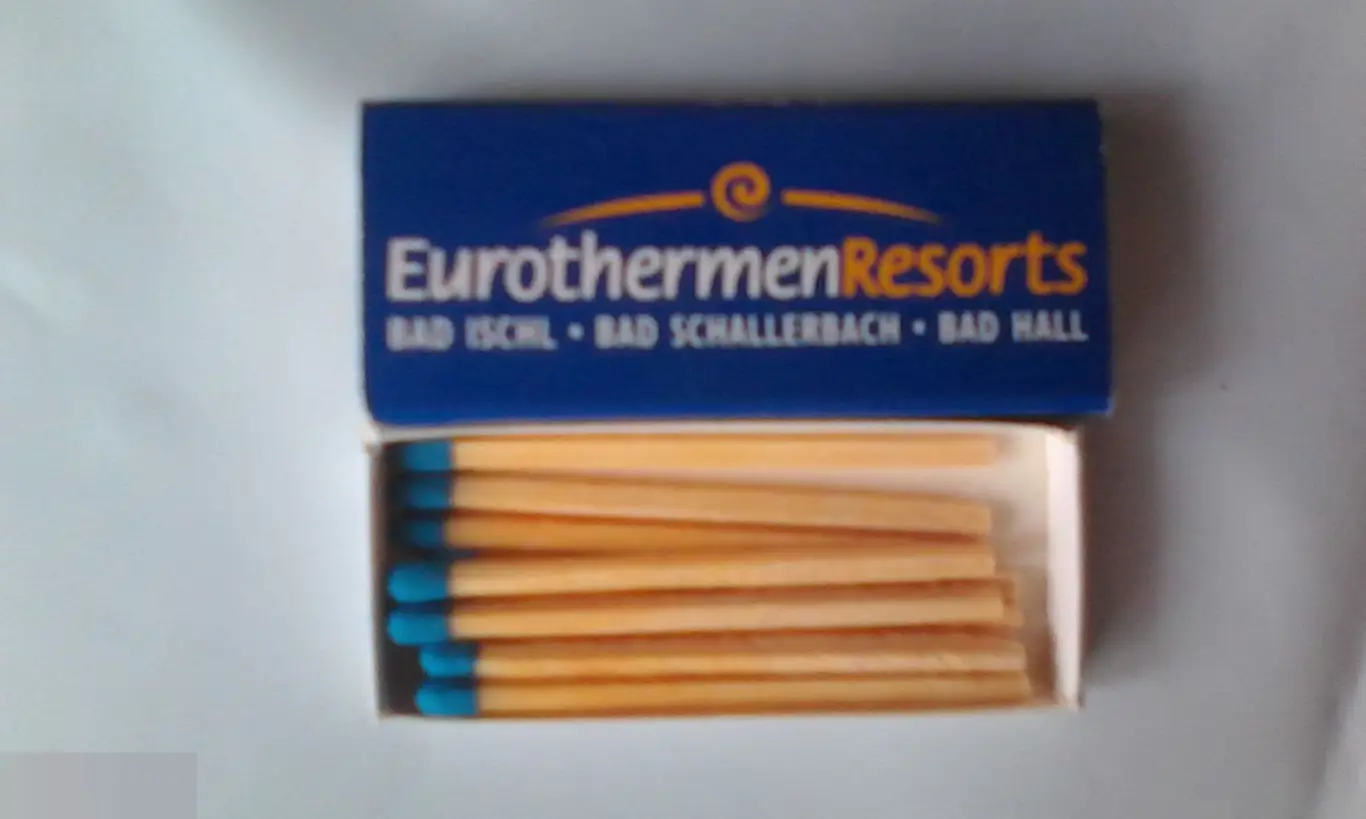 EurothermenResorts
BAD ISCHL • BAD SCHALLERBACH • BAD HALL